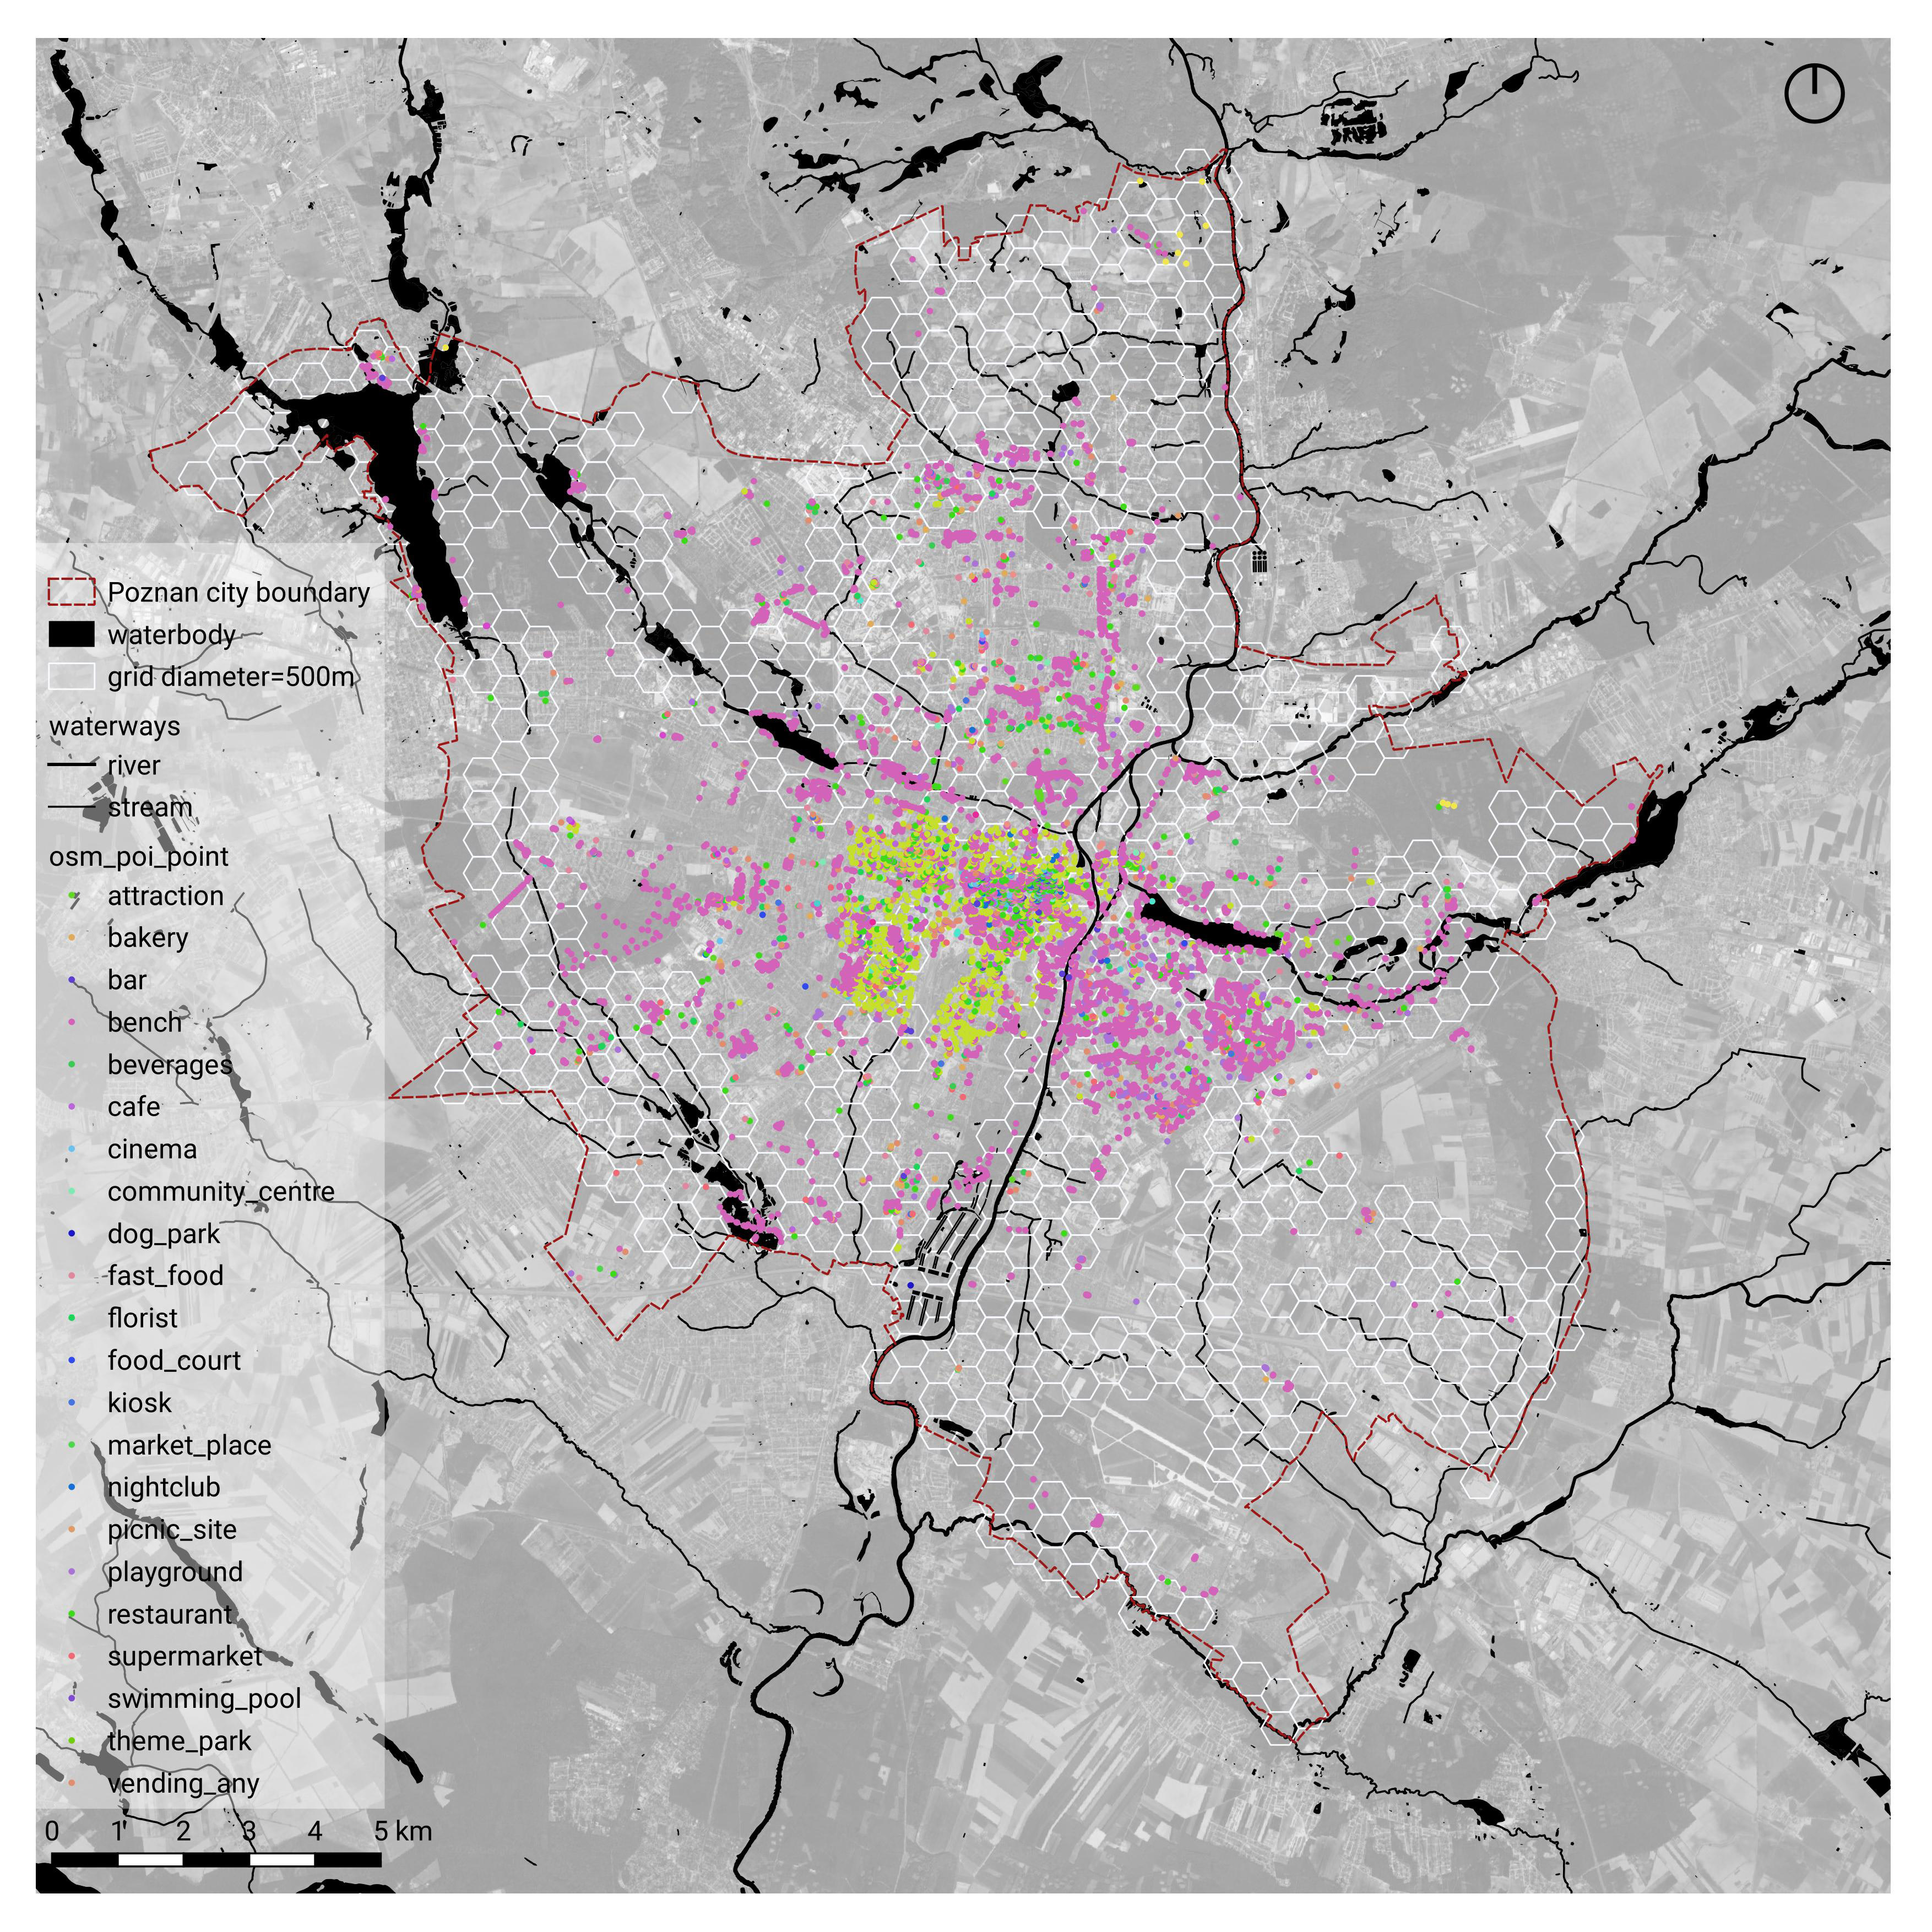 Poznan city boundary
waterbody
grid diameter=500m
waterways
river
stream
osm_poi_point
attraction
bakery
bar
bench
beverages
cafe
cinema
community_centre
dog_park
fast_food
florist
food_court
kiosk
market_place
nightclub
picnic_site
playground
restaurant
supermarket
swimming_pool
theme_park
vending_any
0 1 2 3 4 5 km